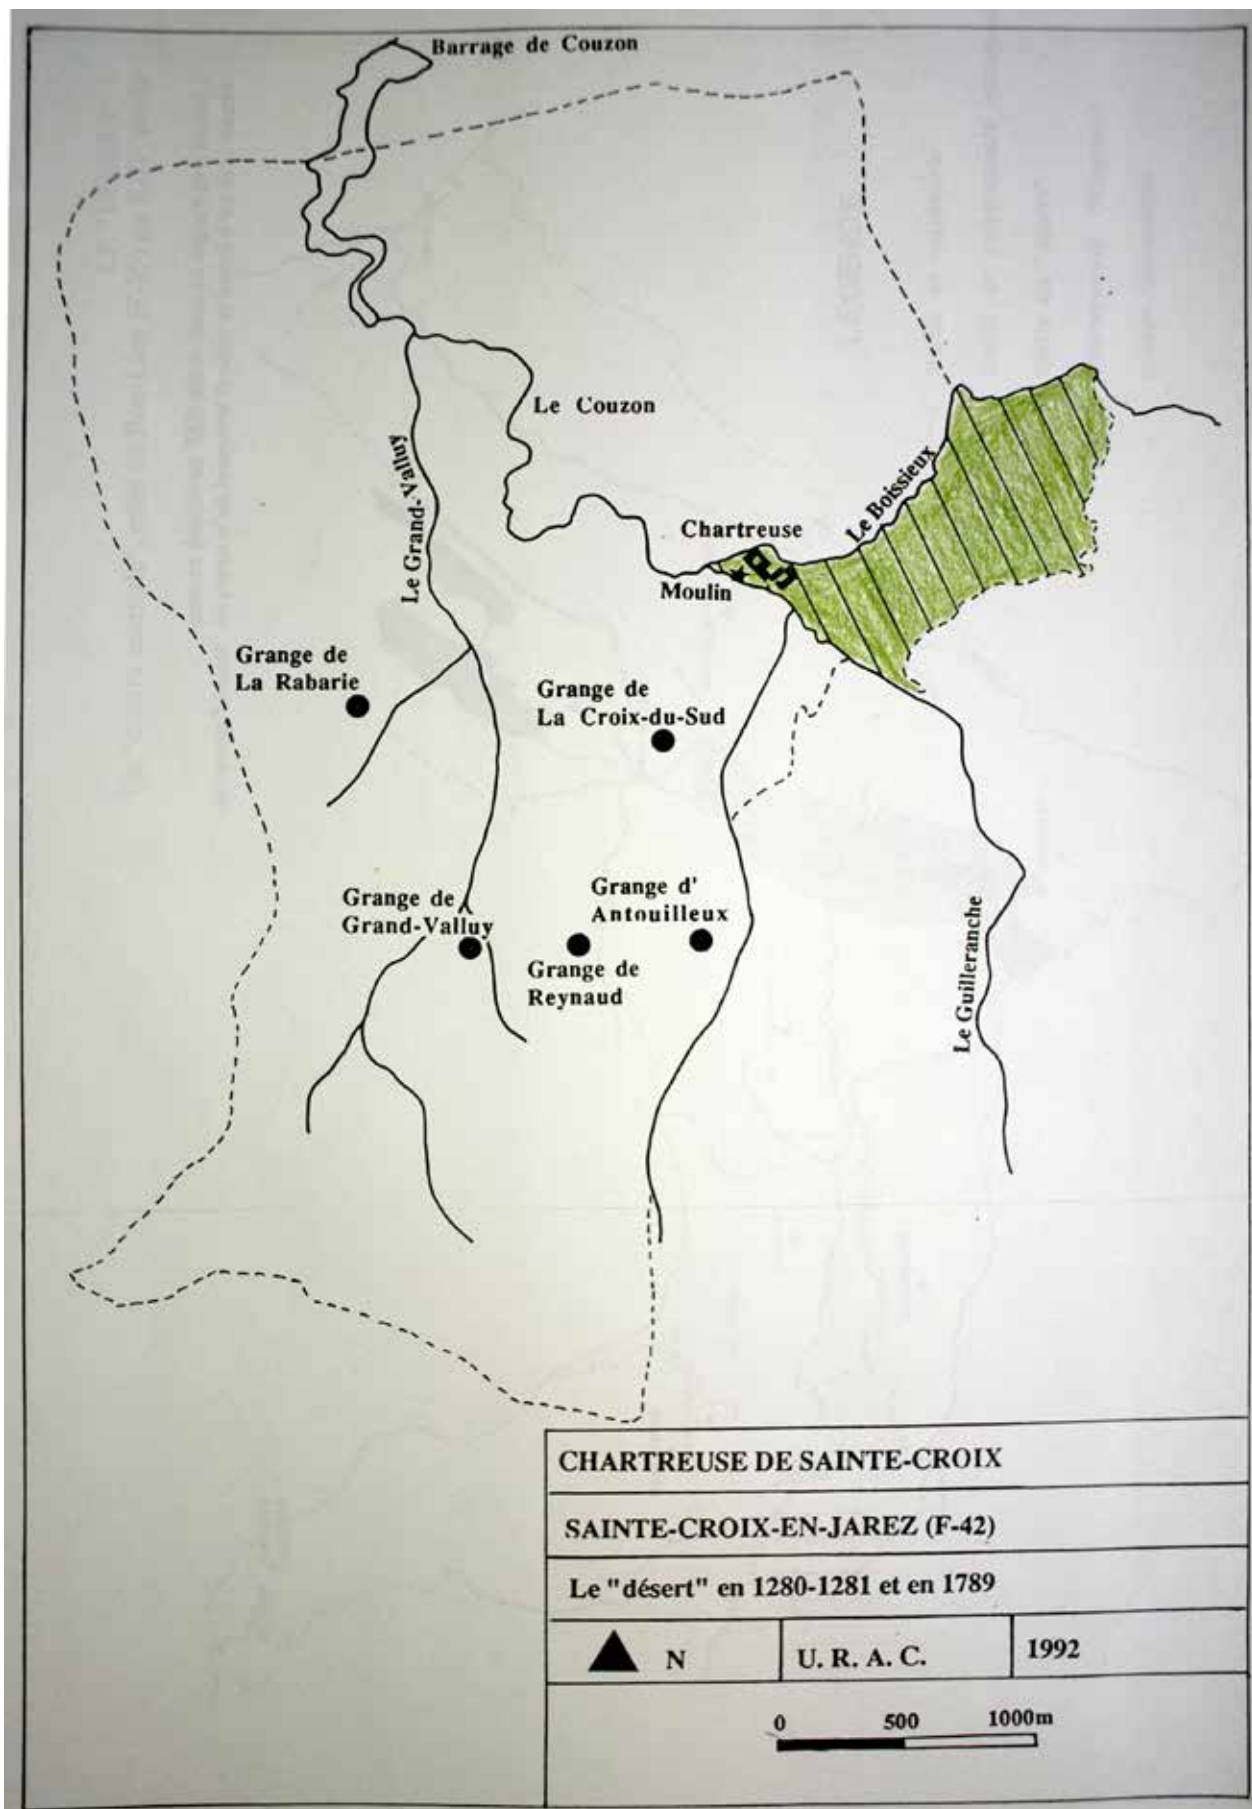 Barrage de Couzon
Le Couzon
Le Grand-Valluy
Le Boissieux
Chartreuse
Moulin
Grange de
La Rabarie
Grange de
La Croix-du-Sud
Grange de
Grand-Valluy
Grange d'
Antouilleux
Grange de
Reynaud
Le Guilleranche
CHARTREUSE DE SAINTE-CROIX
SAINTE-CROIX-EN-JAREZ (F-42)
Le "désert" en 1280-1281 et en 1789
N
U. R. A. C.
1992
0 500 1000m